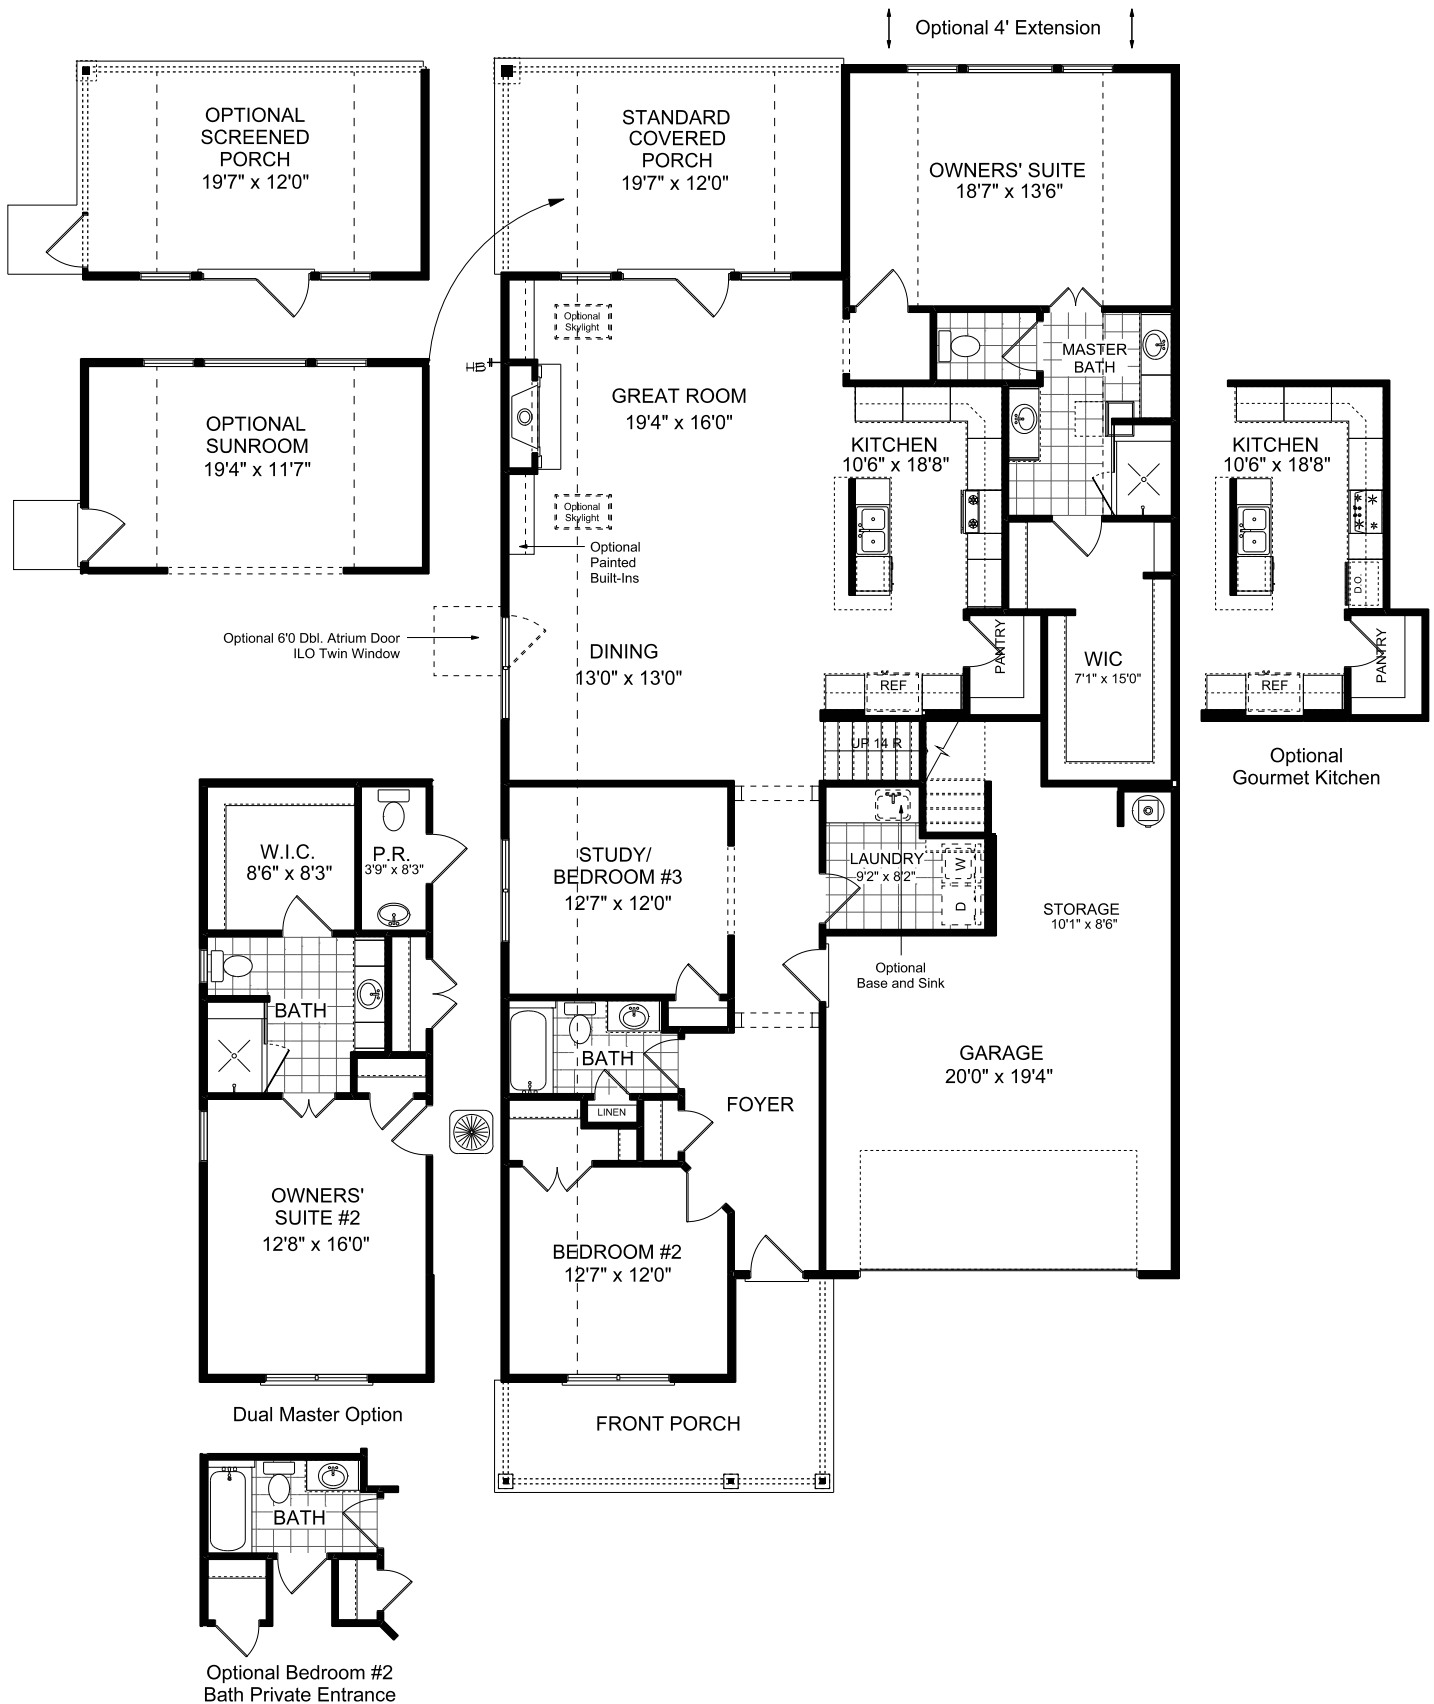 Optional 4' Extension
OPTIONAL
SCREENED
PORCH
19'7" x 12'0"
STANDARD
COVERED
PORCH
19'7" x 12'0"
OWNERS' SUITE
18'7" x 13'6"
Optional
Skylight
MASTER
BATH
HB
GREAT ROOM
19'4" x 16'0"
OPTIONAL
SUNROOM
19'4" x 11'7"
KITCHEN
10'6" x 18'8"
KITCHEN
10'6" x 18'8"
Optional
Skylight
Optional
Painted
Built-Ins
D.O.
Optional 6'0 Dbl. Atrium Door
ILO Twin Window
DINING
13'0" x 13'0"
PANTRY
WIC
7'1" x 15'0"
PANTRY
REF
REF
UP 14 R
Optional
Gourmet Kitchen
W.I.C.
8'6" x 8'3"
P.R.
3'9" x 8'3"
STUDY/
BEDROOM #3
12'7" x 12'0"
LAUNDRY
9'2" x 8'2"
W
D
STORAGE
10'1" x 8'6"
Optional
Base and Sink
BATH
BATH
GARAGE
20'0" x 19'4"
LINEN
FOYER
OWNERS'
SUITE #2
12'8" x 16'0"
BEDROOM #2
12'7" x 12'0"
Dual Master Option
FRONT PORCH
BATH
Optional Bedroom #2
Bath Private Entrance